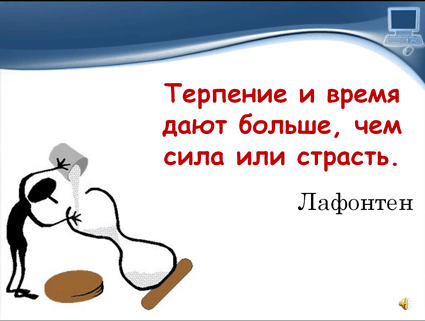 Терпение и время
дают больше, чем
сила или страсть.
Лафонтен